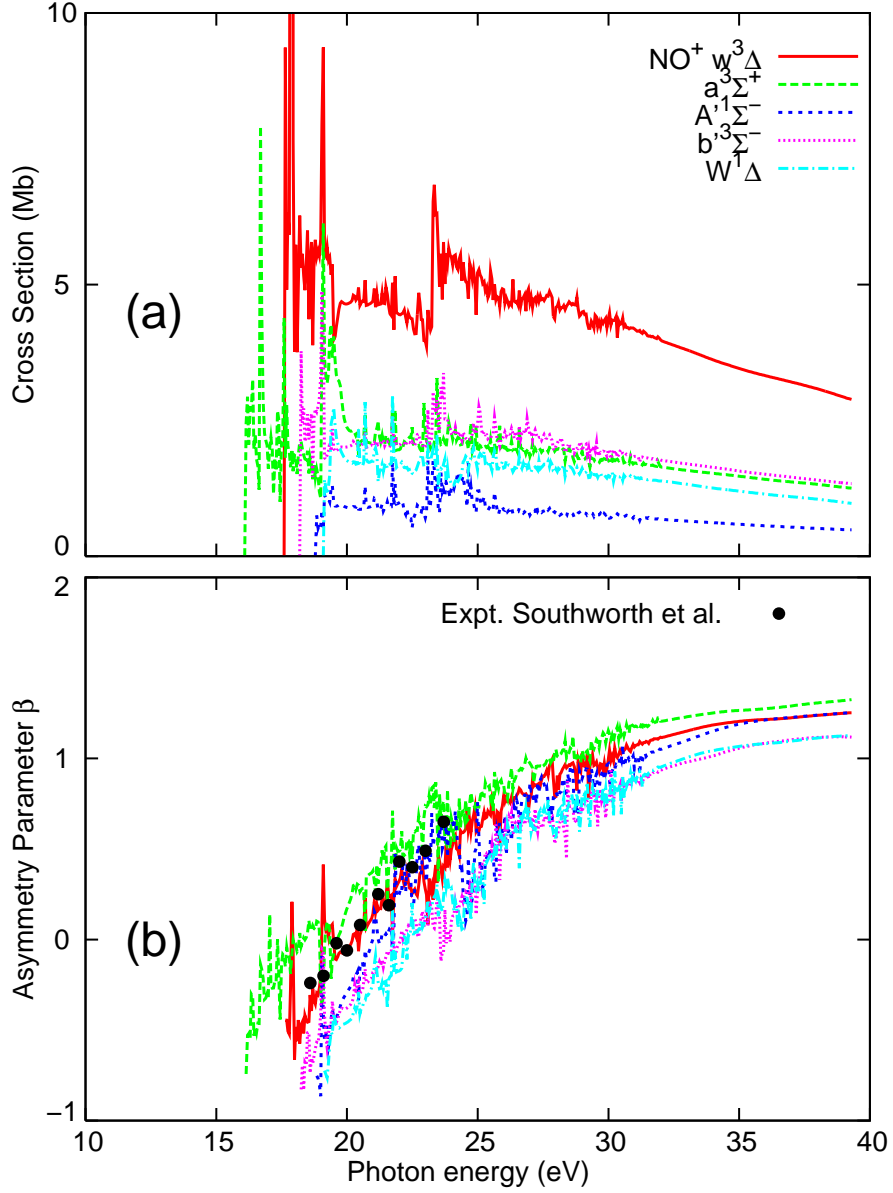 10
NO⁺ w³Δ
a³Σ⁺
A'¹Σ⁻
b'³Σ⁻
W¹Δ
Cross Section (Mb)
5
(a)
0
2
Expt. Southworth et al.
Asymmetry Parameter β
1
0
(b)
−1
10 15 20 25 30 35 40
Photon energy (eV)